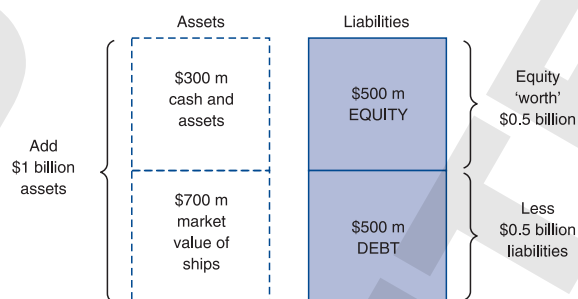 Assets
Liabilities
Add
$1 billion
assets
$300 m
cash and
assets
$700 m
market
value of
ships
$500 m
EQUITY
$500 m
DEBT
Equity
‘worth’
$0.5 billion
Less
$0.5 billion
liabilities